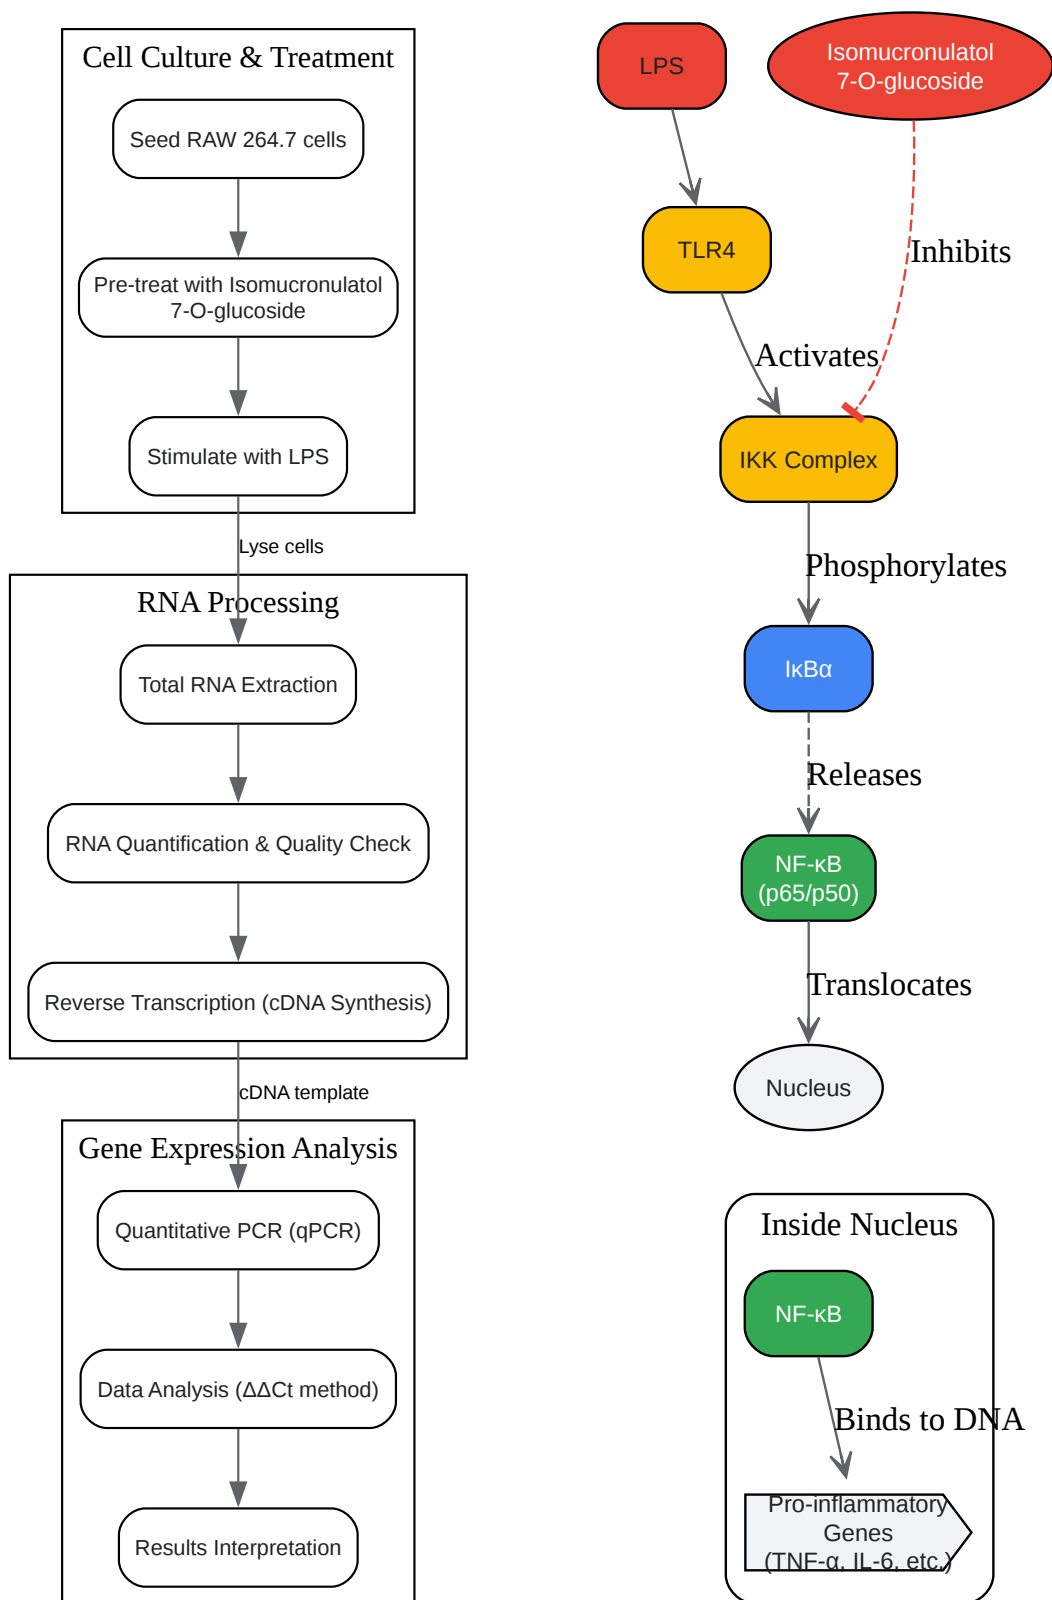 Cell Culture & Treatment
Seed RAW 264.7 cells
Pre-treat with Isomucronulatol
7-O-glucoside
Stimulate with LPS
Lyse cells
RNA Processing
Total RNA Extraction
RNA Quantification & Quality Check
Reverse Transcription (cDNA Synthesis)
cDNA template
Gene Expression Analysis
Quantitative PCR (qPCR)
Data Analysis (ΔΔCt method)
Results Interpretation
LPS
Isomucronulatol
7-O-glucoside
TLR4
Inhibits
Activates
IKK Complex
Phosphorylates
IκBα
Releases
NF-κB
(p65/p50)
Translocates
Nucleus
Inside Nucleus
NF-κB
Binds to DNA
Pro-inflammatory
Genes
(TNF-α, IL-6, etc.)